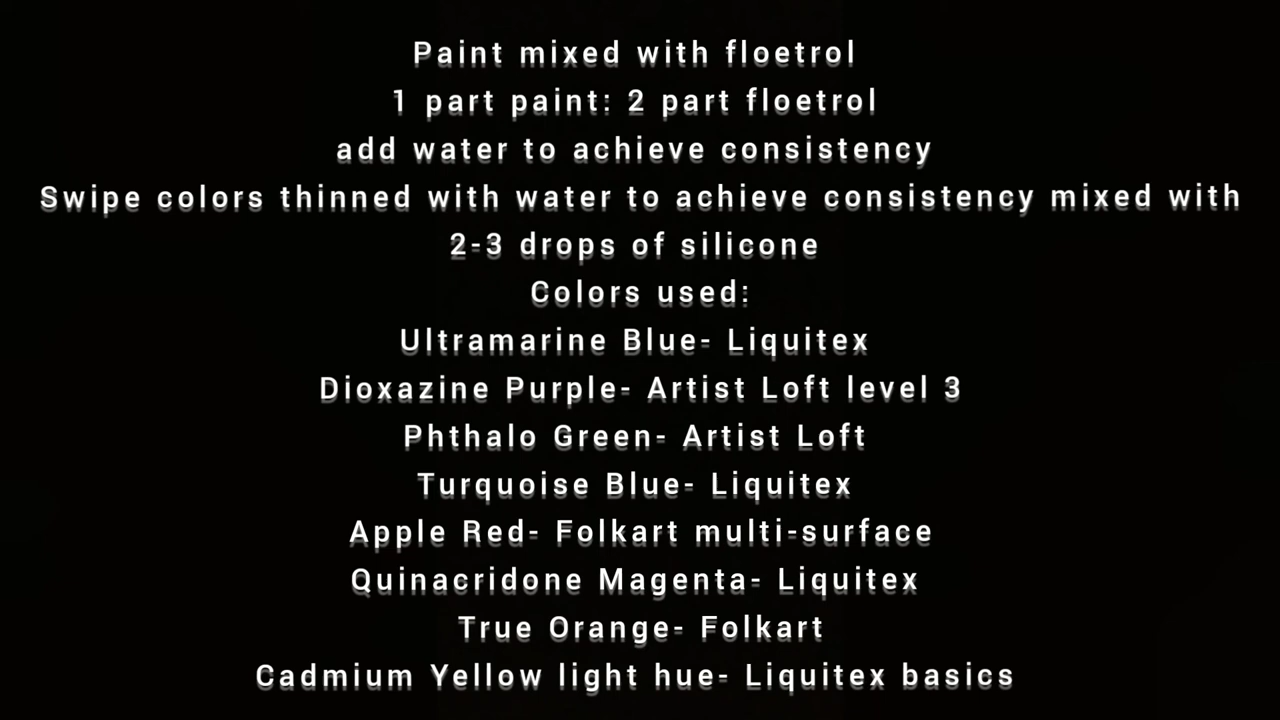 Paint mixed with floetrol
1 part paint: 2 part floetrol
add water to achieve consistency
Swipe colors thinned with water to achieve consistency mixed with
2-3 drops of silicone
Colors used:
Ultramarine Blue- Liquitex
Dioxazine Purple- Artist Loft level 3
Phthalo Green- Artist Loft
Turquoise Blue- Liquitex
Apple Red- Folkart multi-surface
Quinacridone Magenta- Liquitex
True Orange- Folkart
Cadmium Yellow light hue- Liquitex basics